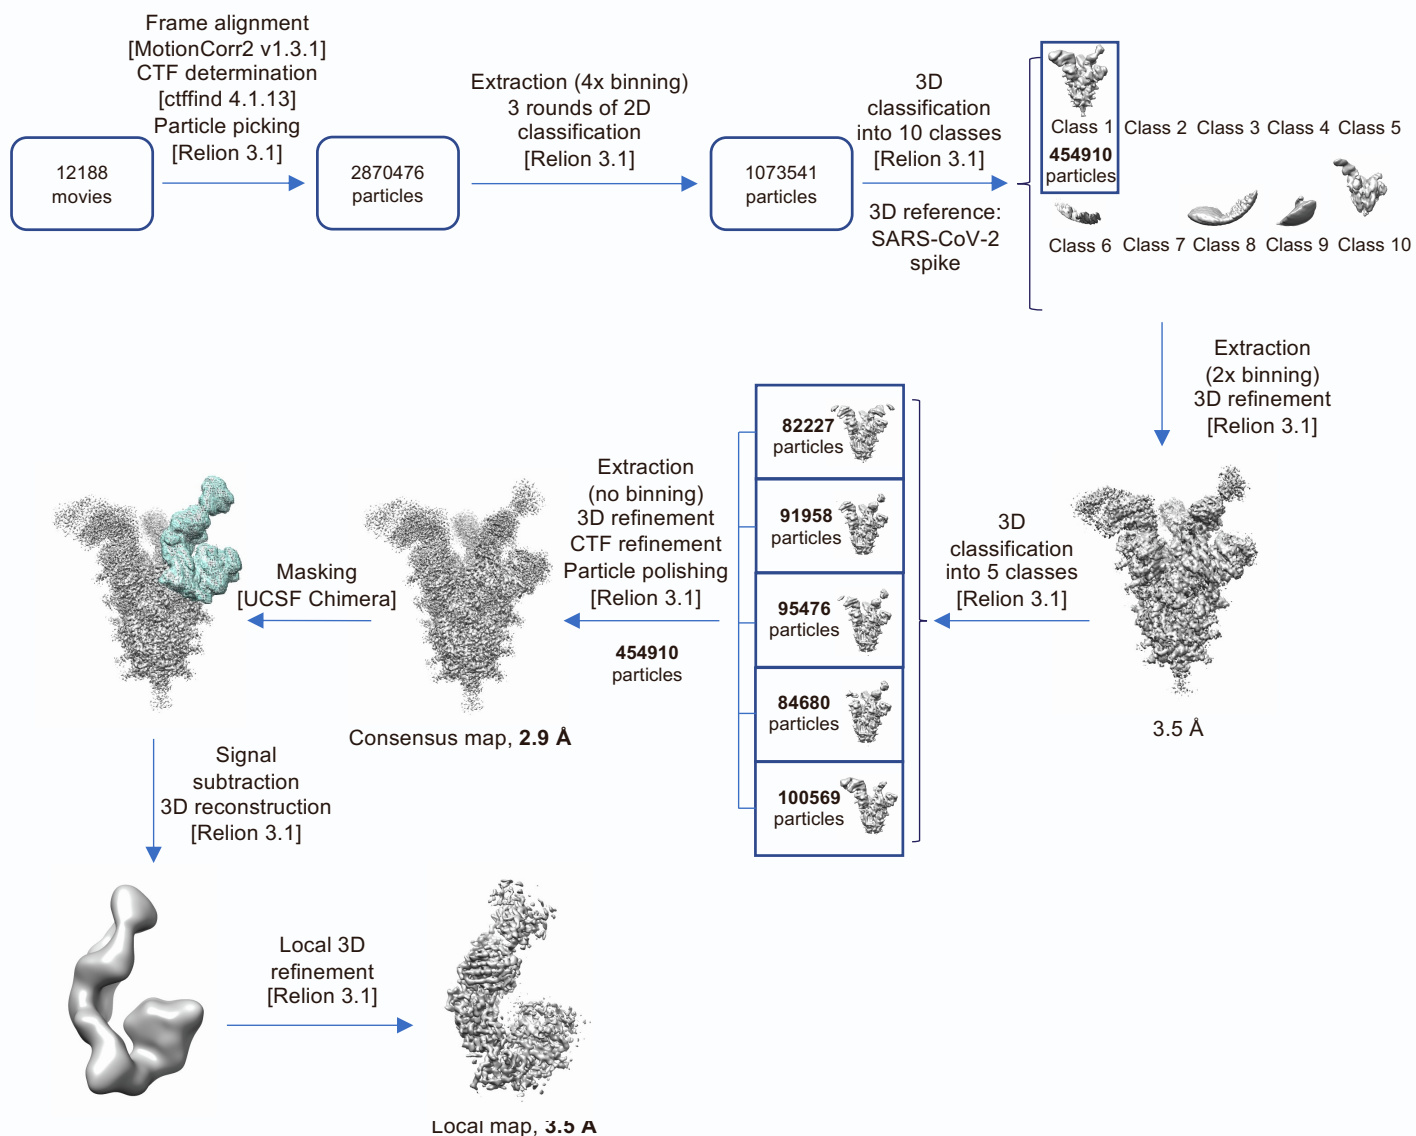 Frame alignment
[MotionCorr2 v1.3.1]
CTF determination
[ctffind 4.1.13]
Particle picking
[Relion 3.1]
12188
movies
2870476
particles
Extraction (4x binning)
3 rounds of 2D
classification
[Relion 3.1]
1073541
particles
3D
classification
into 10 classes
[Relion 3.1]
3D reference:
SARS-CoV-2
spike
Class 1 Class 2 Class 3 Class 4 Class 5
454910
particles
Class 6 Class 7 Class 8 Class 9 Class 10
Extraction
(2x binning)
3D refinement
[Relion 3.1]
3.5 Å
3D
classification
into 5 classes
[Relion 3.1]
82227
particles
91958
particles
95476
particles
84680
particles
100569
particles
Extraction
(no binning)
3D refinement
CTF refinement
Particle polishing
[Relion 3.1]
454910
particles
Consensus map, 2.9 Å
Masking
[UCSF Chimera]
Signal
subtraction
3D reconstruction
[Relion 3.1]
Local 3D
refinement
[Relion 3.1]
Local map, 3.5 Å